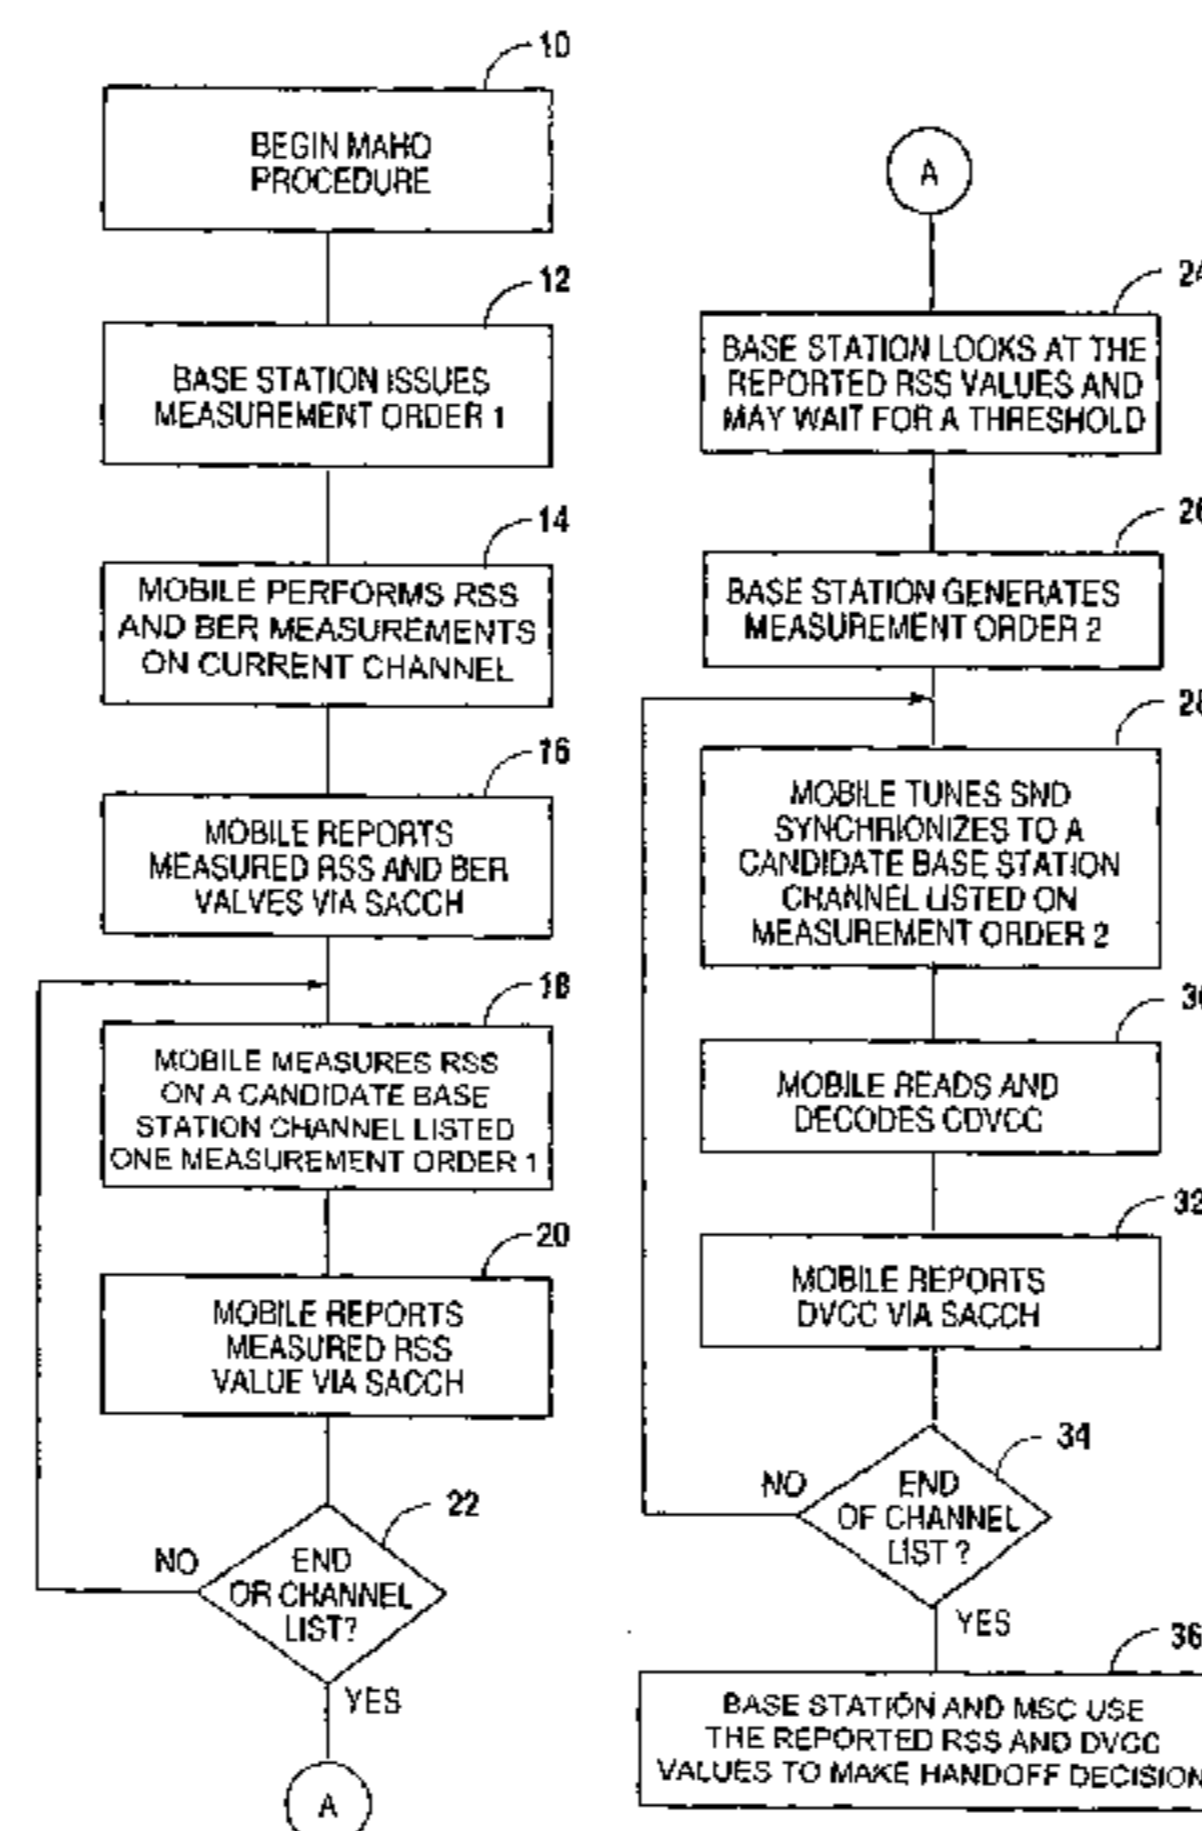 10
BEGIN MAHO
PROCEDURE
12
BASE STATION ISSUES
MEASUREMENT ORDER 1
14
MOBILE PERFORMS RSS
AND BER MEASUREMENTS
ON CURRENT CHANNEL
16
MOBILE REPORTS
MEASURED RSS AND BER
VALVES VIA SACCH
18
MOBILE MEASURES RSS
ON A CANDIDATE BASE
STATION CHANNEL LISTED
ONE MEASUREMENT ORDER 1
20
MOBILE REPORTS
MEASURED RSS
VALUE VIA SACCH
22
NO
END
OR CHANNEL
LIST?
YES
A
A
24
BASE STATION LOOKS AT THE
REPORTED RSS VALUES AND
MAY WAIT FOR A THRESHOLD
26
BASE STATION GENERATES
MEASUREMENT ORDER 2
28
MOBILE TUNES SND
SYNCHRIONIZES TO A
CANDIDATE BASE STATION
CHANNEL LISTED ON
MEASUREMENT ORDER 2
30
MOBILE READS AND
DECODES CDVCC
32
MOBILE REPORTS
DVCC VIA SACCH
34
NO
END
OF CHANNEL
LIST ?
YES
36
BASE STATION AND MSC USE
THE REPORTED RSS AND DVCC
VALUES TO MAKE HANDOFF DECISION